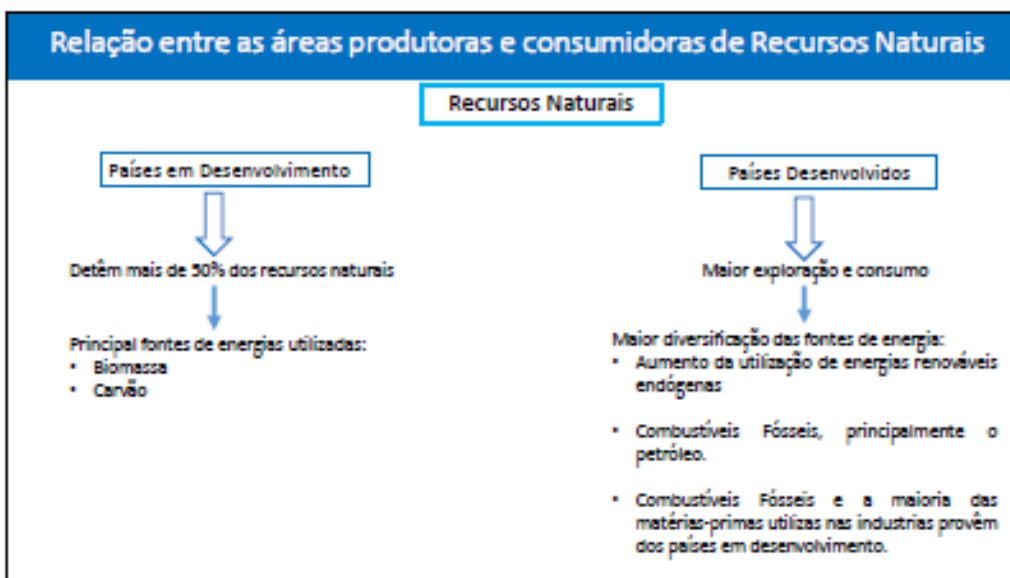 Relação entre as áreas produtoras e consumidoras de Recursos Naturais
Recursos Naturais
Países em Desenvolvimento
Detêm mais de 50% dos recursos naturais
Principal fontes de energias utilizadas:
• Biomassa
• Carvão
Países Desenvolvidos
Maior exploração e consumo
Maior diversificação das fontes de energia:
• Aumento da utilização de energias renováveis
endógenas
• Combustíveis Fósseis, principalmente o
petróleo.
• Combustíveis Fósseis e a maioria das
matérias-primas utilizas nas industrias provêm
dos países em desenvolvimento.